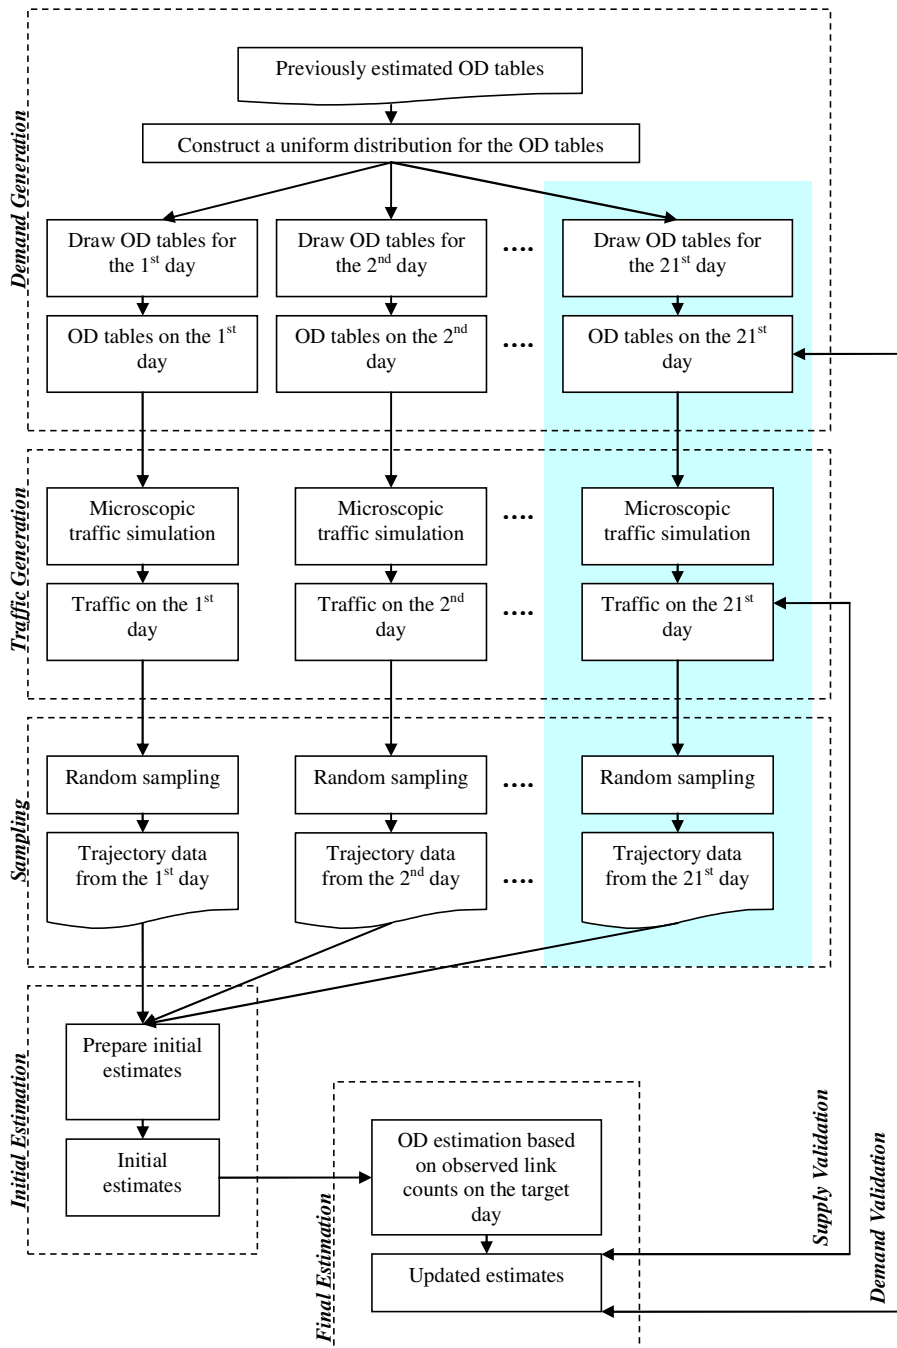 Demand Generation
Previously estimated OD tables
Construct a uniform distribution for the OD tables
Draw OD tables for
the 1st day
Draw OD tables for
the 2nd day
....
Draw OD tables for
the 21st day
OD tables on the 1st
day
OD tables on the 2nd
day
....
OD tables on the 21st
day
Traffic Generation
Microscopic
traffic simulation
Microscopic
traffic simulation
....
Microscopic
traffic simulation
Traffic on the 1st
day
Traffic on the 2nd
day
....
Traffic on the 21st
day
Sampling
Random sampling
Random sampling
....
Random sampling
Trajectory data
from the 1st day
Trajectory data
from the 2nd day
....
Trajectory data
from the 21st day
Initial Estimation
Prepare initial
estimates
Initial
estimates
Final Estimation
OD estimation based
on observed link
counts on the target
day
Updated estimates
Supply Validation
Demand Validation